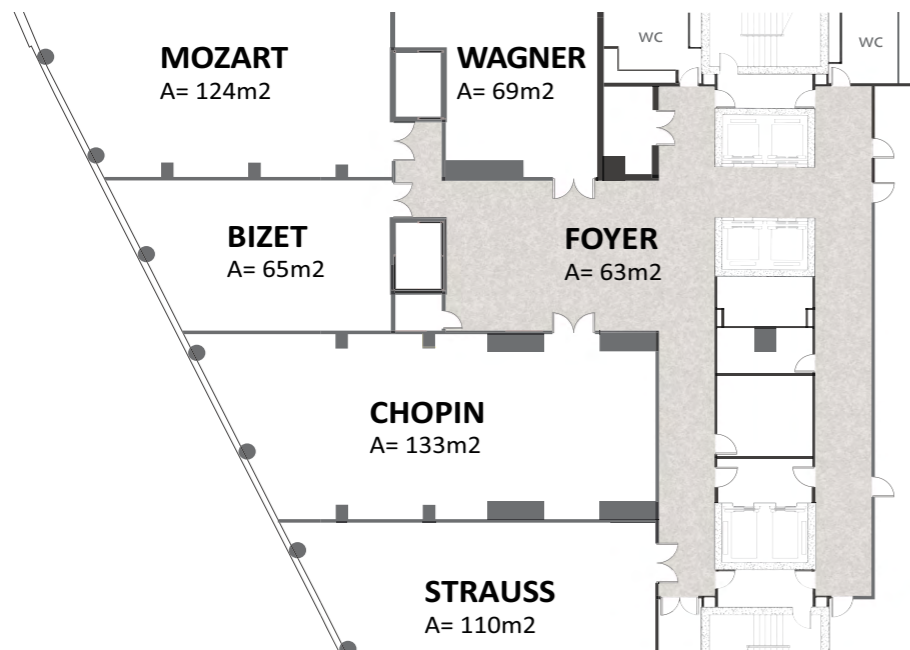 wc
wc
MOZART
A= 124m2
WAGNER
A= 69m2
BIZET
A= 65m2
FOYER
A= 63m2
CHOPIN
A= 133m2
STRAUSS
A= 110m2